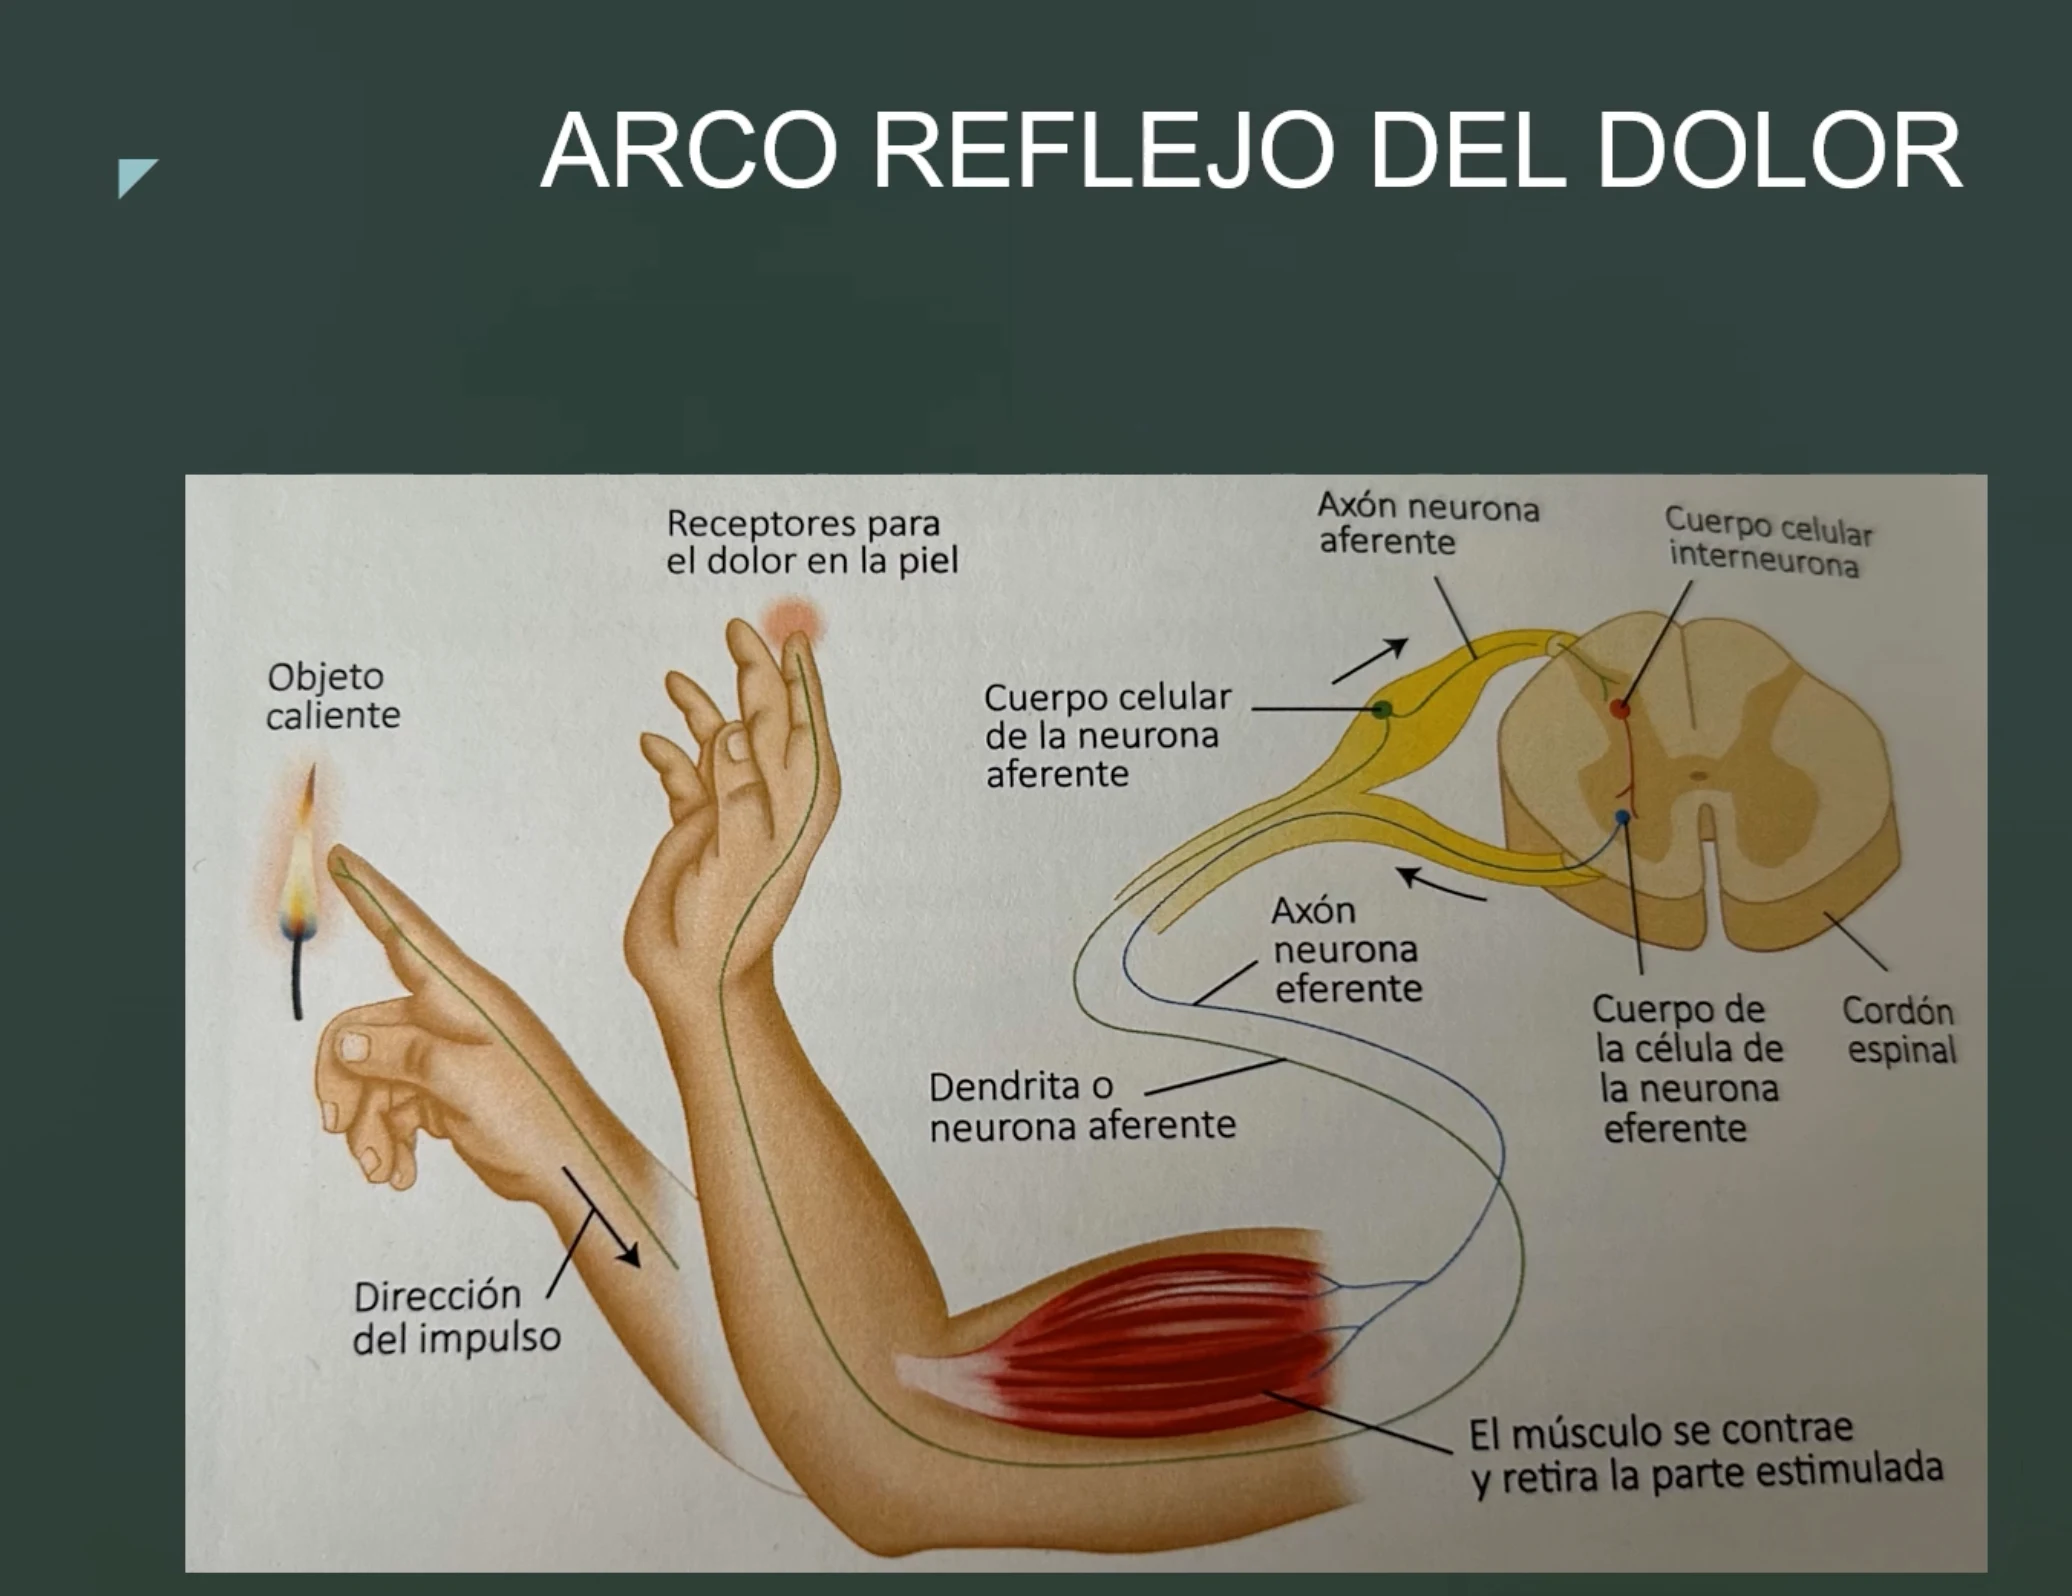 ARCO REFLEJO DEL DOLOR
Receptores para
el dolor en la piel
Axón neurona
aferente
Cuerpo celular
interneurona
Objeto
caliente
Cuerpo celular
de la neurona
aferente
Axón
neurona
eferente
Cuerpo de
la célula de
la neurona
eferente
Cordón
espinal
Dendrita o
neurona aferente
Dirección
del impulso
El músculo se contrae
y retira la parte estimulada